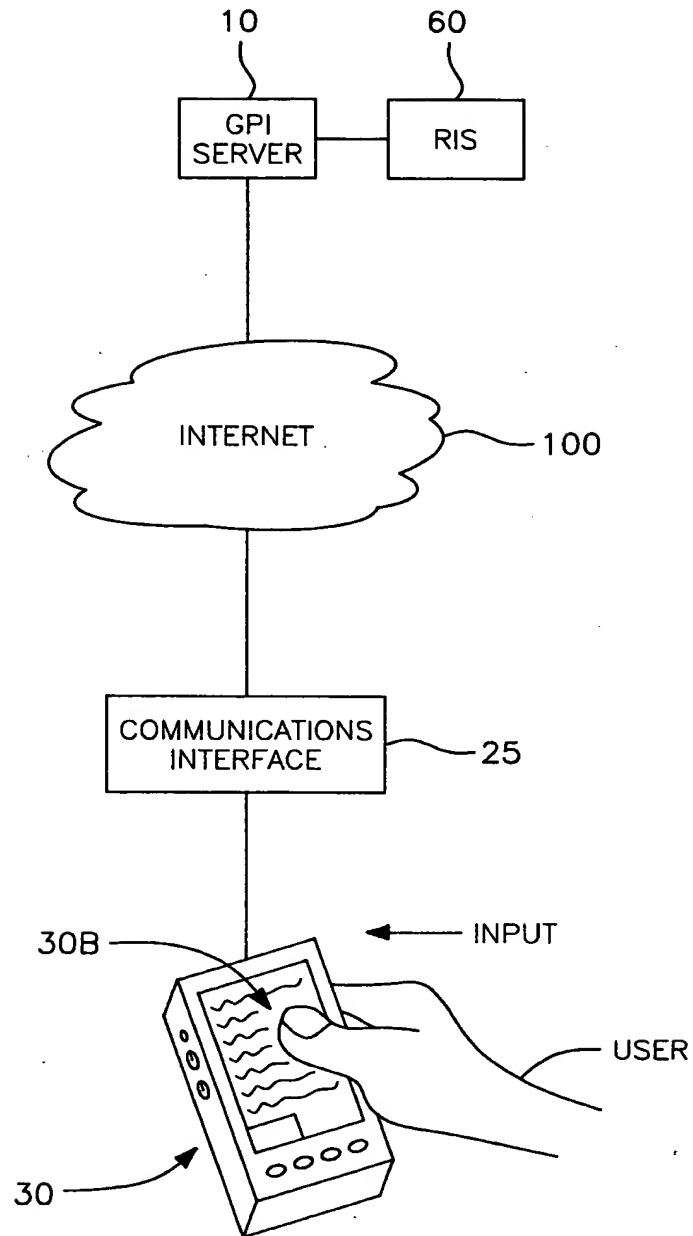 10
60
GPI
SERVER
RIS
INTERNET
100
COMMUNICATIONS
INTERFACE
25
30B
INPUT
USER
30